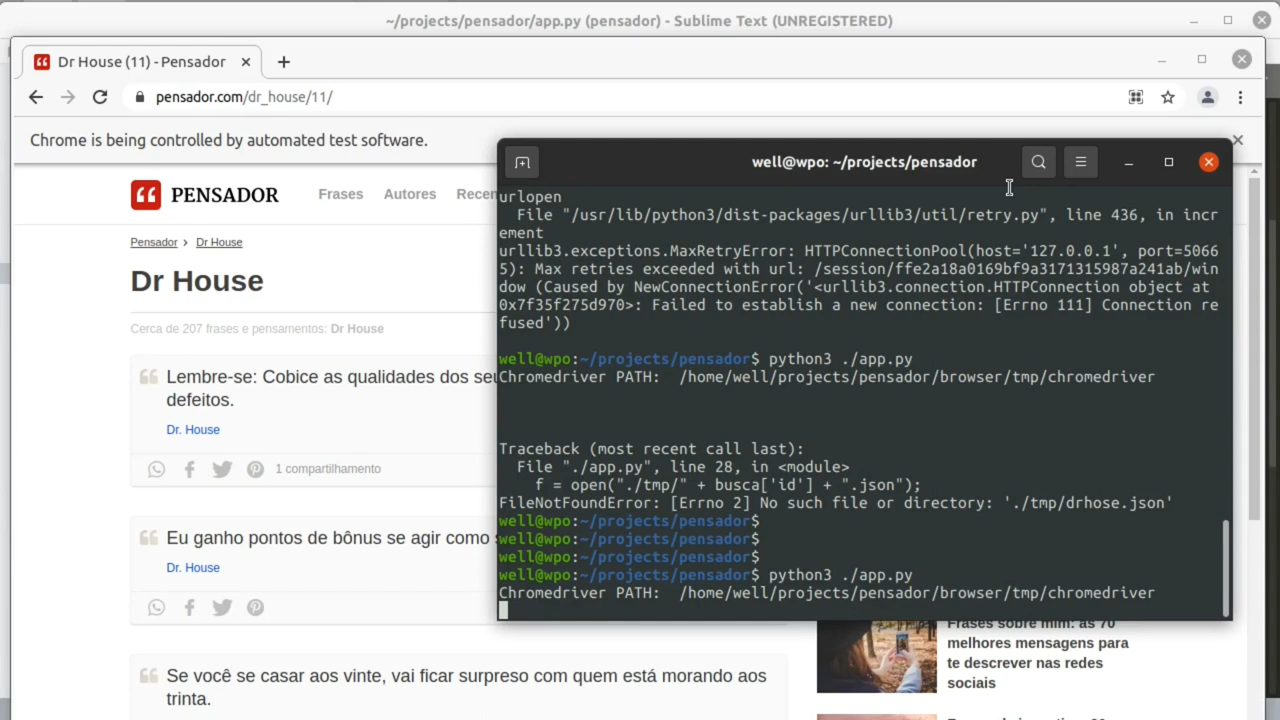 ~/projects/pensador/app.py (pensador) - Sublime Text (UNREGISTERED)
Dr House (11) - Pensador
pensador.com/dr_house/11/
Chrome is being controlled by automated test software.
PENSADOR Frases Autores Recen
Pensador › Dr House
Dr House
Cerca de 207 frases e pensamentos: Dr House
Lembre-se: Cobice as qualidades dos seu
defeitos.
Dr. House
1 compartilhamento
Eu ganho pontos de bônus se agir como s
Dr. House
Se você se casar aos vinte, vai ficar surpreso com quem está morando aos
trinta.
well@wpo: ~/projects/pensador
urlopen
  File "/usr/lib/python3/dist-packages/urllib3/util/retry.py", line 436, in incr
ement
urllib3.exceptions.MaxRetryError: HTTPConnectionPool(host='127.0.0.1', port=5066
5): Max retries exceeded with url: /session/ffe2a18a0169bf9a3171315987a241ab/win
dow (Caused by NewConnectionError('<urllib3.connection.HTTPConnection object at
0x7f35f275d970>: Failed to establish a new connection: [Errno 111] Connection re
fused'))
well@wpo:~/projects/pensador$ python3 ./app.py
Chromedriver PATH:  /home/well/projects/pensador/browser/tmp/chromedriver
Traceback (most recent call last):
  File "./app.py", line 28, in <module>
    f = open("./tmp/" + busca['id'] + ".json");
FileNotFoundError: [Errno 2] No such file or directory: './tmp/drhose.json'
well@wpo:~/projects/pensador$
well@wpo:~/projects/pensador$
well@wpo:~/projects/pensador$
well@wpo:~/projects/pensador$ python3 ./app.py
Chromedriver PATH:  /home/well/projects/pensador/browser/tmp/chromedriver
Frases sobre mim: as 70
melhores mensagens para
te descrever nas redes
sociais